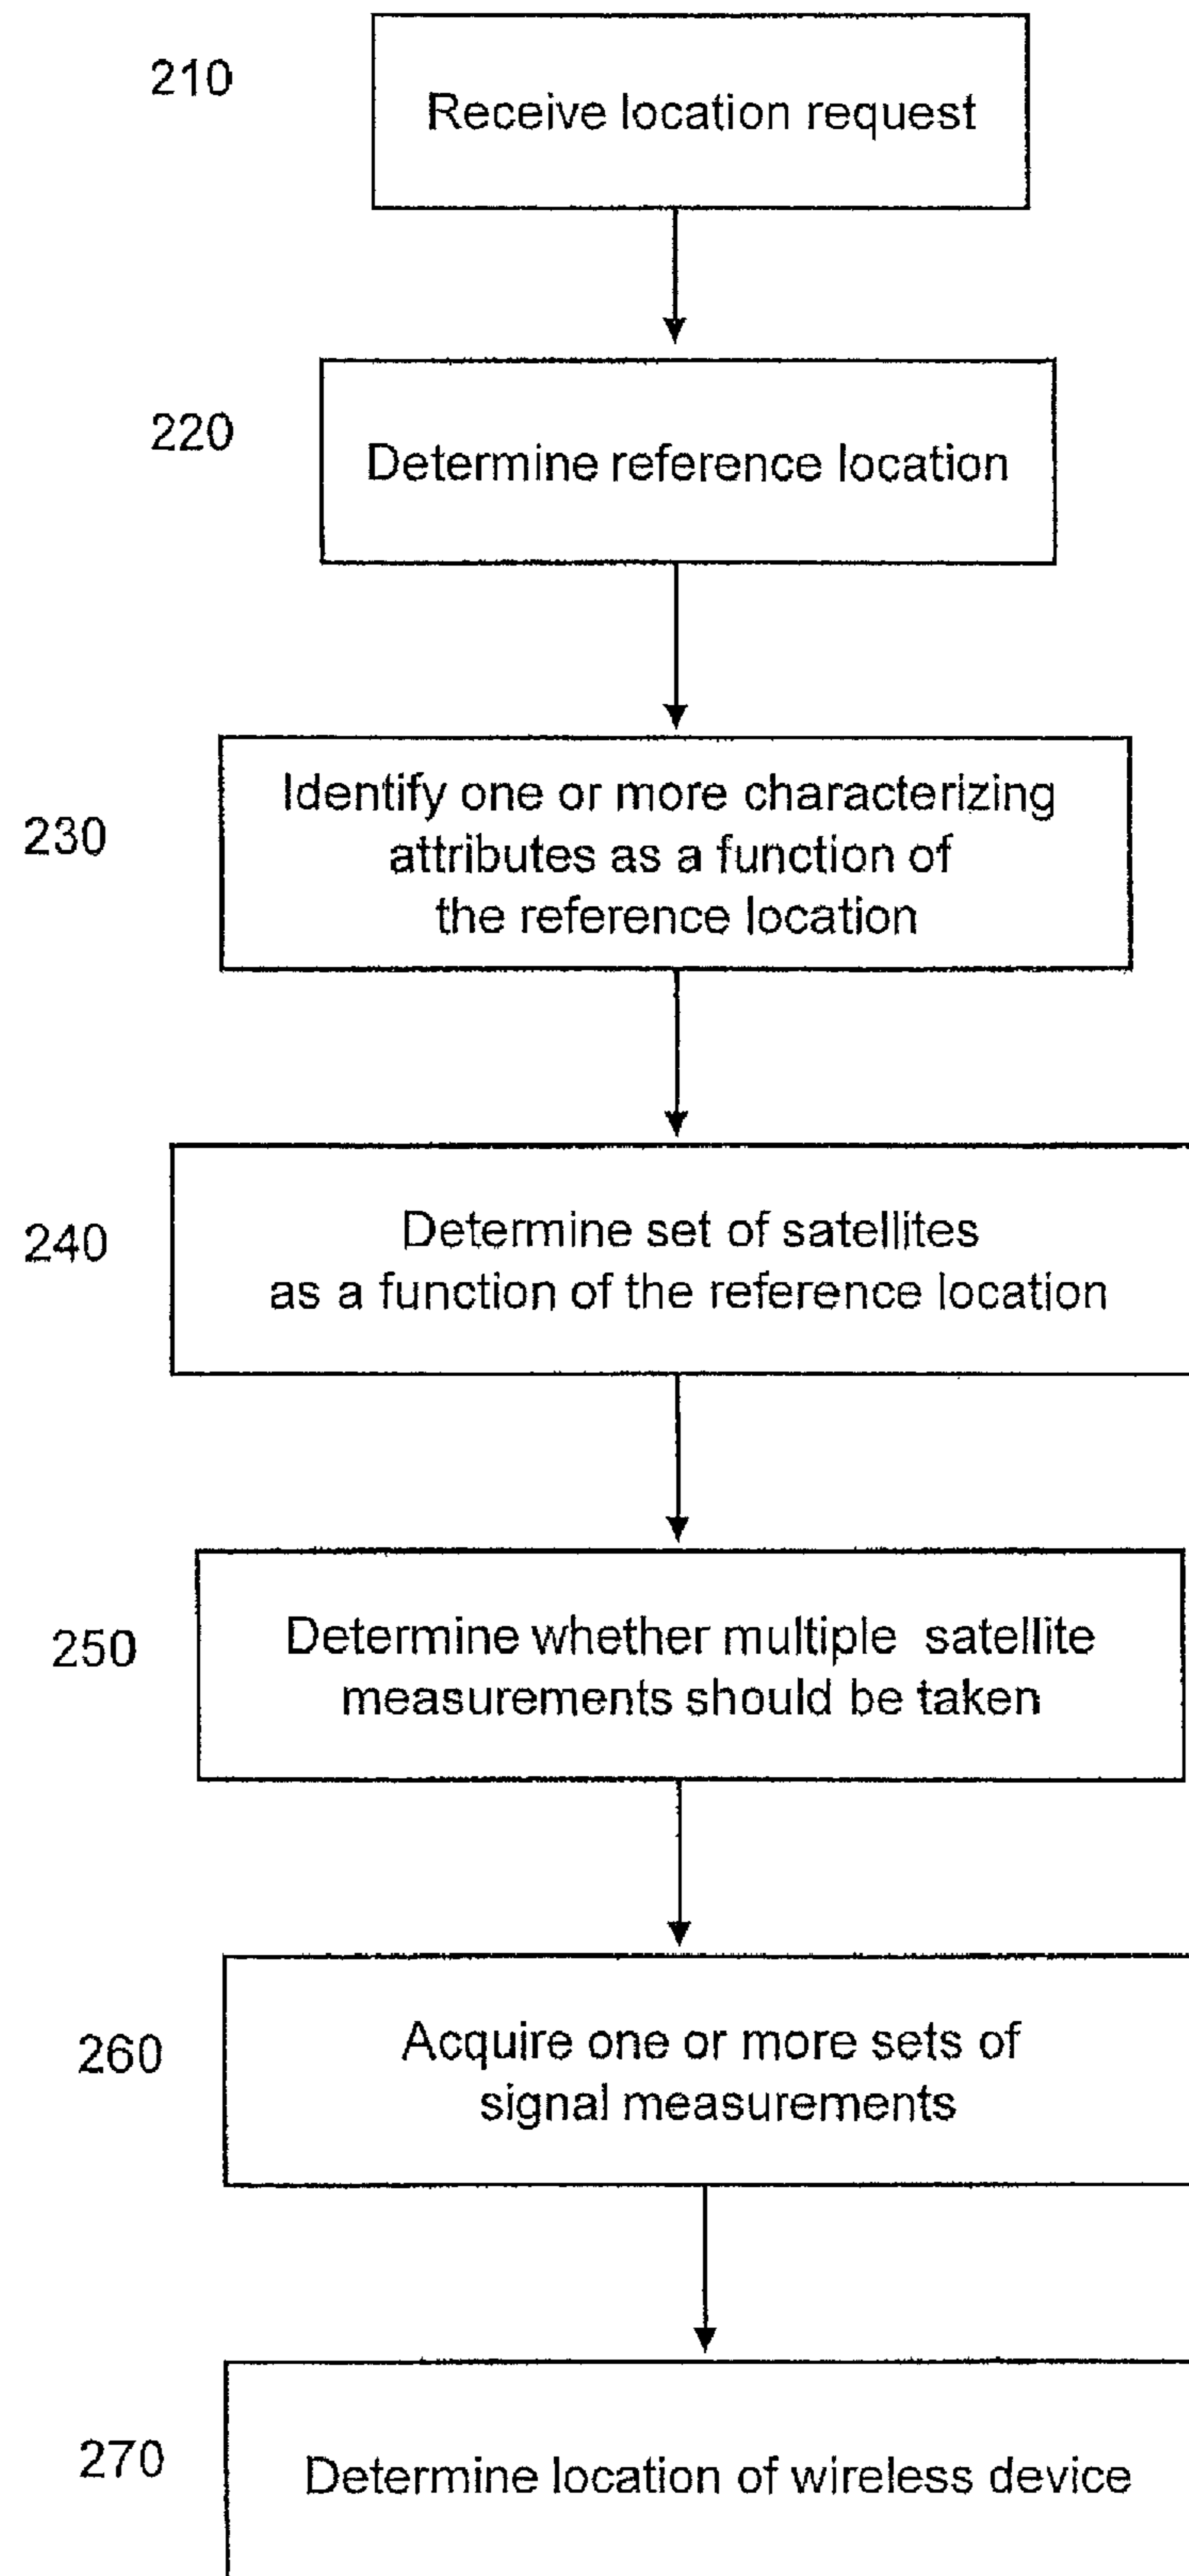 210
Receive location request
220
Determine reference location
230
Identify one or more characterizing
attributes as a function of
the reference location
240
Determine set of satellites
as a function of the reference location
250
Determine whether multiple satellite
measurements should be taken
260
Acquire one or more sets of
signal measurements
270
Determine location of wireless device